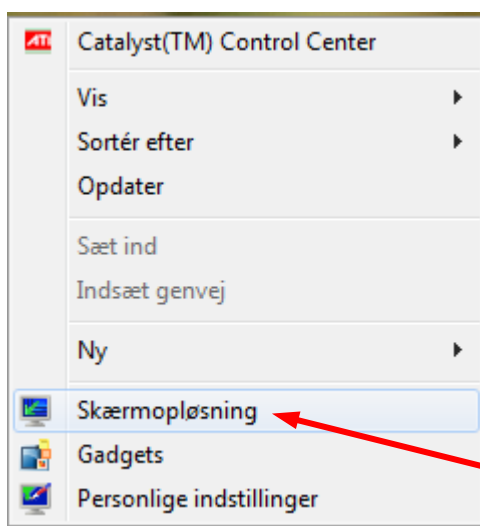 ATI Catalyst(TM) Control Center
Vis
Sortér efter
Opdater
Sæt ind
Indsæt genvej
Ny
Skærmopløsning
Gadgets
Personlige indstillinger